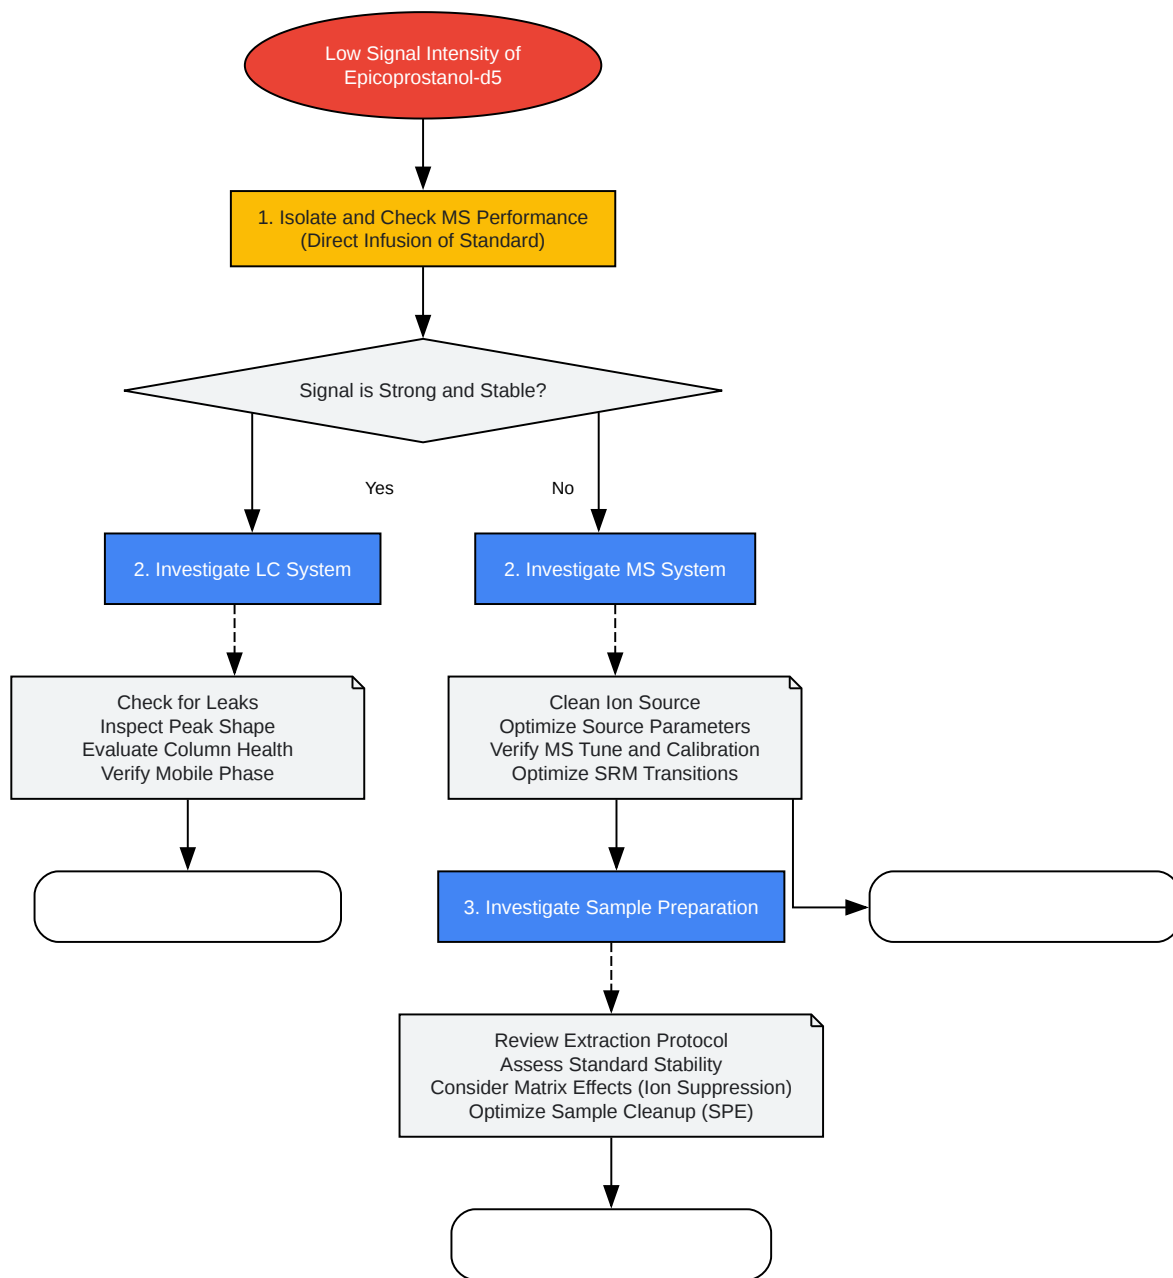 Low Signal Intensity of
Epicoprostanol-d5
1. Isolate and Check MS Performance
(Direct Infusion of Standard)
Signal is Strong and Stable?
Yes
No
2. Investigate LC System
2. Investigate MS System
Check for Leaks
Inspect Peak Shape
Evaluate Column Health
Verify Mobile Phase
Clean Ion Source
Optimize Source Parameters
Verify MS Tune and Calibration
Optimize SRM Transitions
3. Investigate Sample Preparation
Review Extraction Protocol
Assess Standard Stability
Consider Matrix Effects (Ion Suppression)
Optimize Sample Cleanup (SPE)